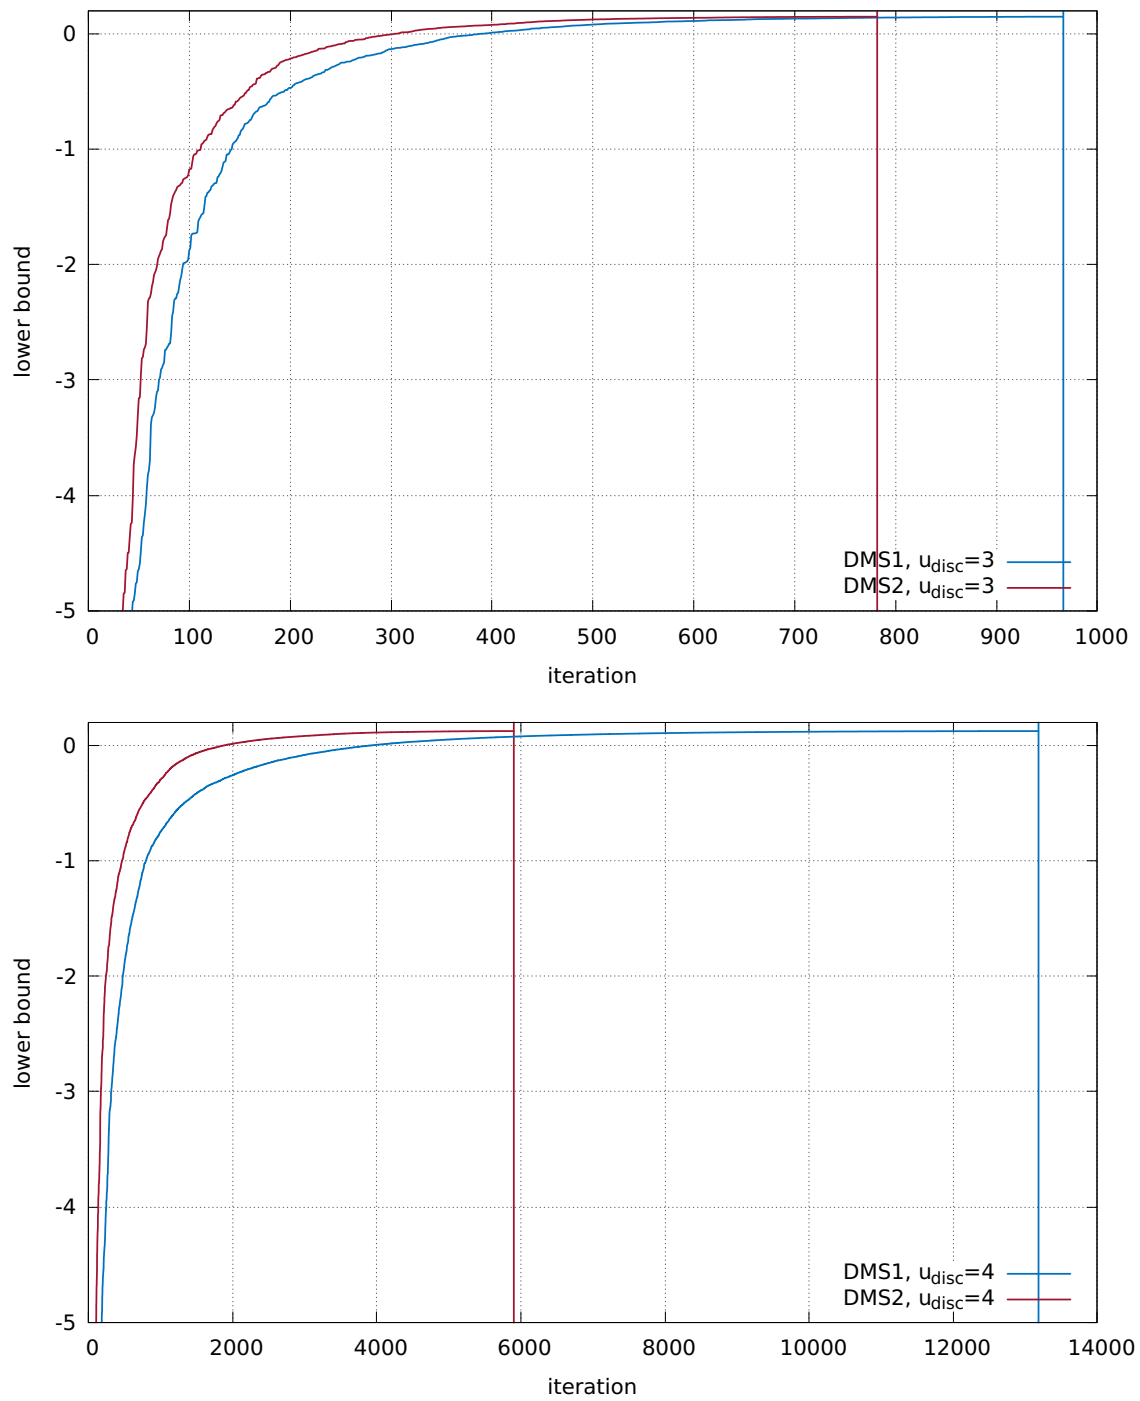 0
-1
-2
-3
-4
-5
lower bound
DMS1, u_disc=3
DMS2, u_disc=3
0 100 200 300 400 500 600 700 800 900 1000
iteration
0
-1
-2
-3
-4
-5
lower bound
DMS1, u_disc=4
DMS2, u_disc=4
0 2000 4000 6000 8000 10000 12000 14000
iteration